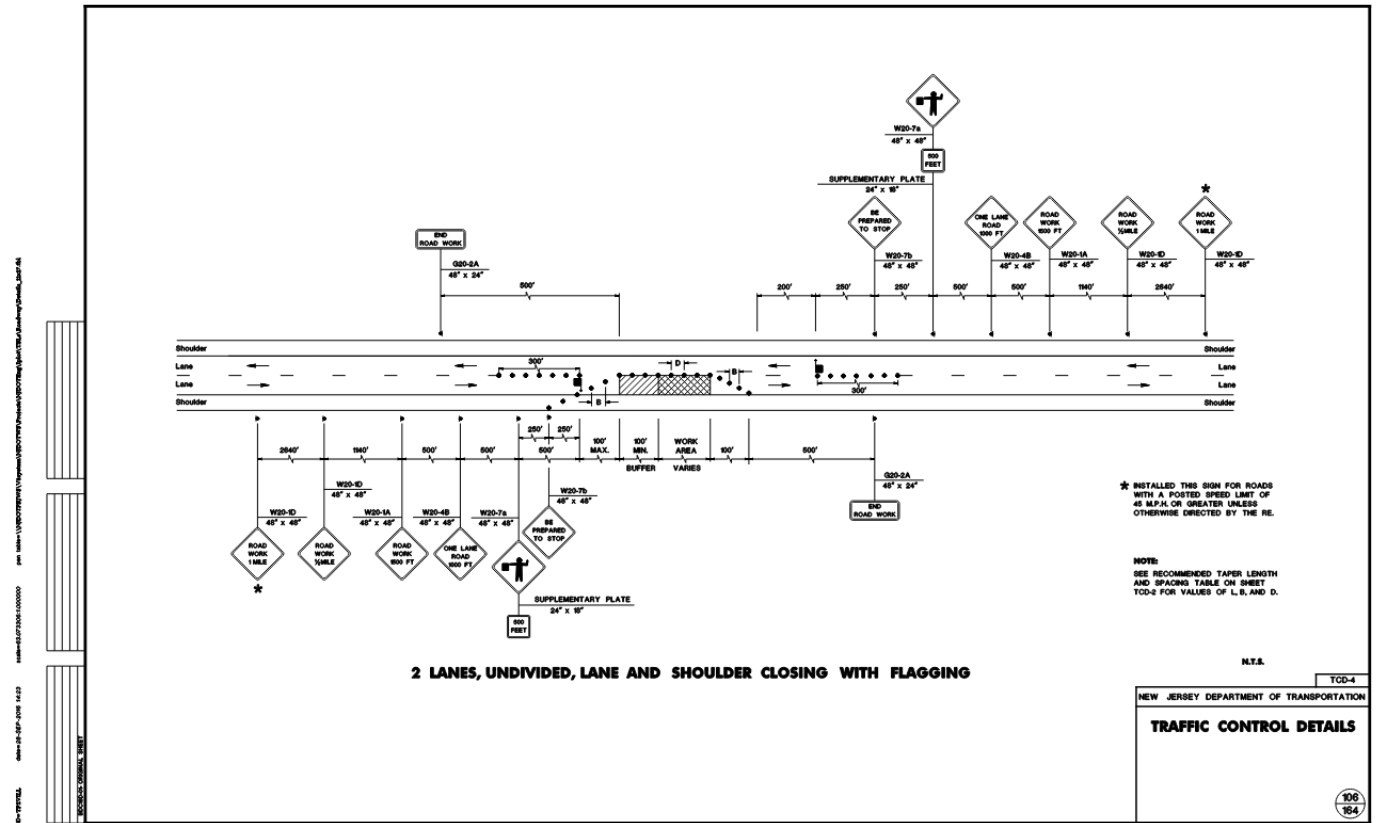 W20-7a
48" x 48"
500
FEET
SUPPLEMENTARY PLATE
24" x 18"
BE
PREPARED
TO STOP
ONE LANE
ROAD
1000 FT
ROAD
WORK
1500 FT
ROAD
WORK
½MILE
*
ROAD
WORK
1 MILE
END
ROAD WORK
G20-2A
48" x 24"
W20-7b
48" x 48"
W20-4B
48" x 48"
W20-1A
48" x 48"
W20-1D
48" x 48"
W20-1D
48" x 48"
500'
200'
250'
250'
500'
500'
1140'
2640'
Shoulder
Shoulder
Lane
300'
D
B
Lane
Lane
B
300'
Lane
Shoulder
Shoulder
250'
250'
2640'
1140'
500'
500'
500'
100'
MAX.
100'
MIN.
BUFFER
WORK
AREA
VARIES
100'
500'
W20-1D
48" x 48"
W20-1D
48" x 48"
W20-1A
48" x 48"
W20-4B
48" x 48"
W20-7a
48" x 48"
W20-7b
48" x 48"
G20-2A
48" x 24"
END
ROAD WORK
ROAD
WORK
1 MILE
*
ROAD
WORK
½MILE
ROAD
WORK
1500 FT
ONE LANE
ROAD
1000 FT
BE
PREPARED
TO STOP
SUPPLEMENTARY PLATE
24" x 18"
500
FEET
* INSTALLED THIS SIGN FOR ROADS
WITH A POSTED SPEED LIMIT OF
45 M.P.H. OR GREATER UNLESS
OTHERWISE DIRECTED BY THE RE.
NOTE:
SEE RECOMMENDED TAPER LENGTH
AND SPACING TABLE ON SHEET
TCD-2 FOR VALUES OF L, B, AND D.
2 LANES, UNDIVIDED, LANE AND SHOULDER CLOSING WITH FLAGGING
N.T.S.
TCD-4
NEW JERSEY DEPARTMENT OF TRANSPORTATION
TRAFFIC CONTROL DETAILS
106
164